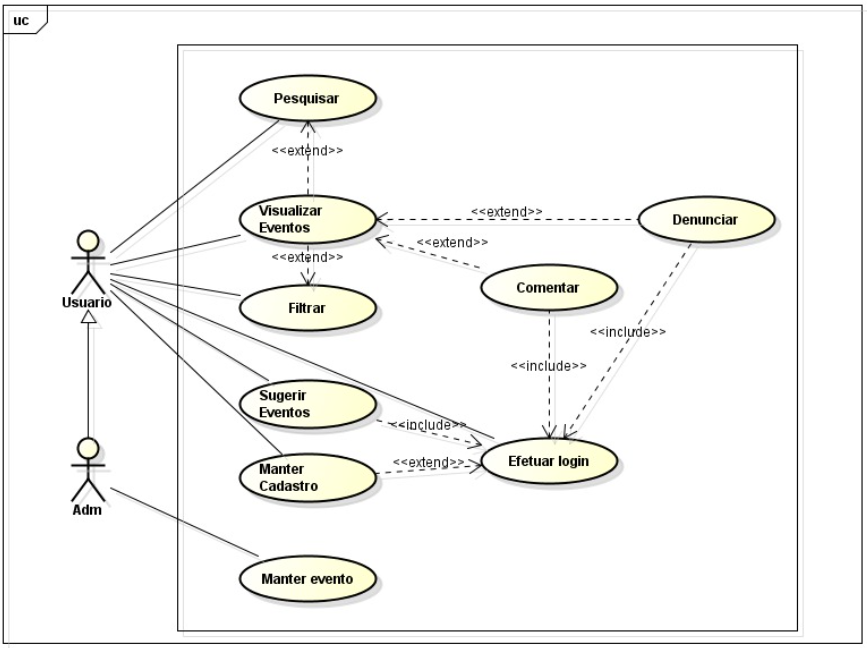 uc
Pesquisar
<<extend>>
Visualizar
Eventos
<<extend>>
Denunciar
<<extend>>
<<extend>>
Comentar
Usuario
Filtrar
<<include>>
<<include>>
Sugerir
Eventos
<<include>>
Efetuar login
<<extend>>
Manter
Cadastro
Adm
Manter evento